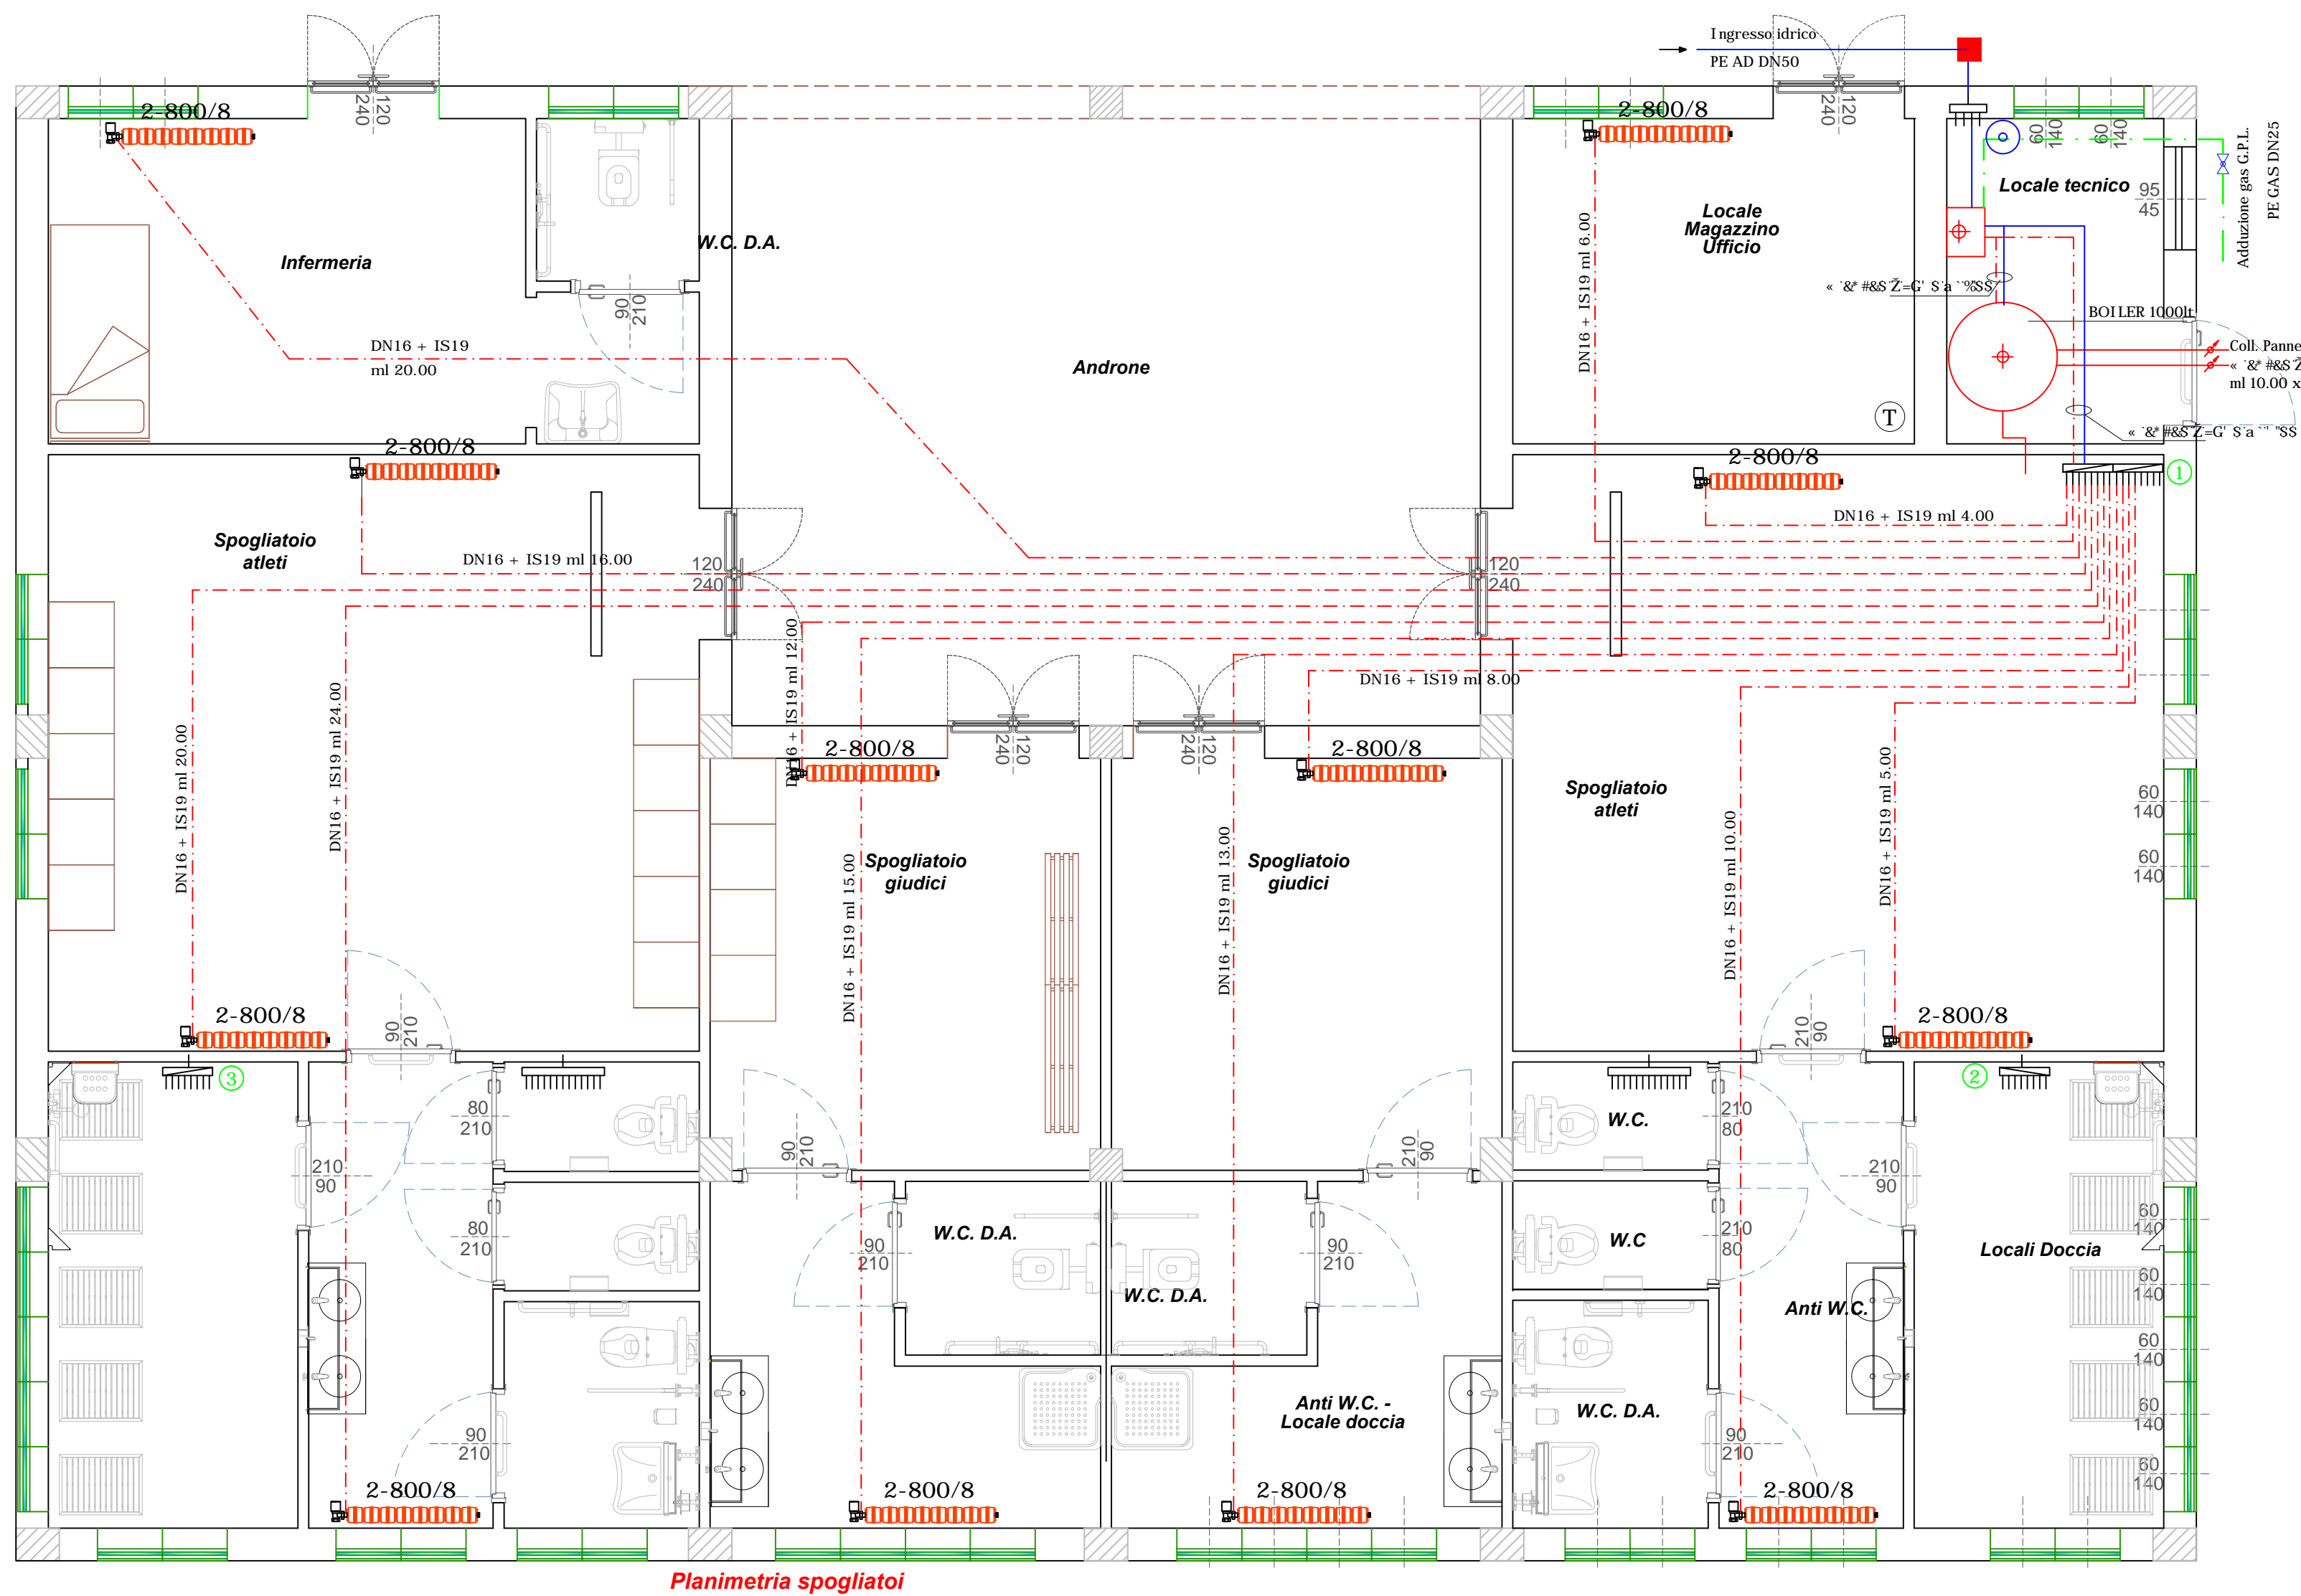 Ingresso idrico
PE AD DN50
120
240
120
240
2-800/8
2-800/8
60
140
60
140
Adduzione gas G.P.L.
PE GAS DN25
Locale tecnico
95
45
Locale
Magazzino
Ufficio
W.C. D.A.
Infermeria
DN16 + IS19 ml 6.00
90
210
BOILER 1000lt
DN16 + IS19
ml 20.00
Androne
Coll. Panne
ml 10.00 x
T
2-800/8
2-800/8
1
DN16 + IS19 ml 4.00
Spogliatoio
atleti
DN16 + IS19 ml 16.00
120
240
120
240
DN16 + IS19 ml 12.00
DN16 + IS19 ml 8.00
DN16 + IS19 ml 20.00
DN16 + IS19 ml 24.00
120
240
120
240
2-800/8
2-800/8
Spogliatoio
atleti
60
140
60
140
DN16 + IS19 ml 15.00
DN16 + IS19 ml 13.00
DN16 + IS19 ml 10.00
DN16 + IS19 ml 5.00
Spogliatoio
giudici
Spogliatoio
giudici
2-800/8
90
210
210
90
2-800/8
3
2
80
210
W.C.
210
80
90
210
210
90
210
90
210
90
80
210
W.C. D.A.
90
210
90
210
W.C
210
80
Locali Doccia
60
140
60
140
W.C. D.A.
Anti W.C.
60
140
Anti W.C. -
Locale doccia
W.C. D.A.
60
140
90
210
90
210
60
140
2-800/8
2-800/8
2-800/8
2-800/8
Planimetria spogliatoi